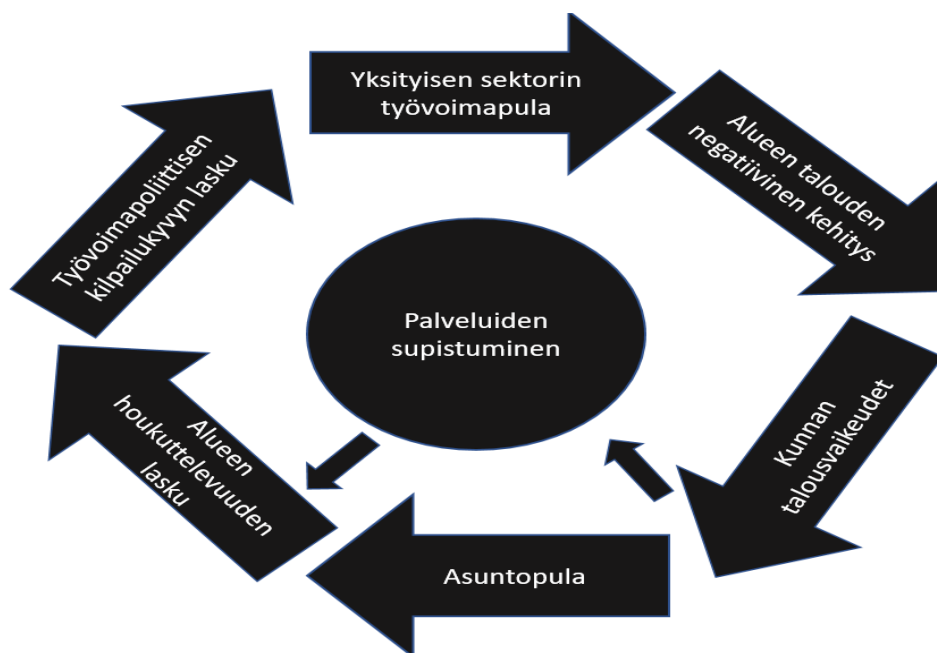 Yksityisen sektorin
työvoimapula
Alueen talouden
negatiivinen kehitys
Kunnan
talousvaikeudet
Asuntopula
Alueen
houkuttelevuuden
lasku
Työvoimapoliittisen
kilpailukyvyn lasku
Palveluiden
supistuminen